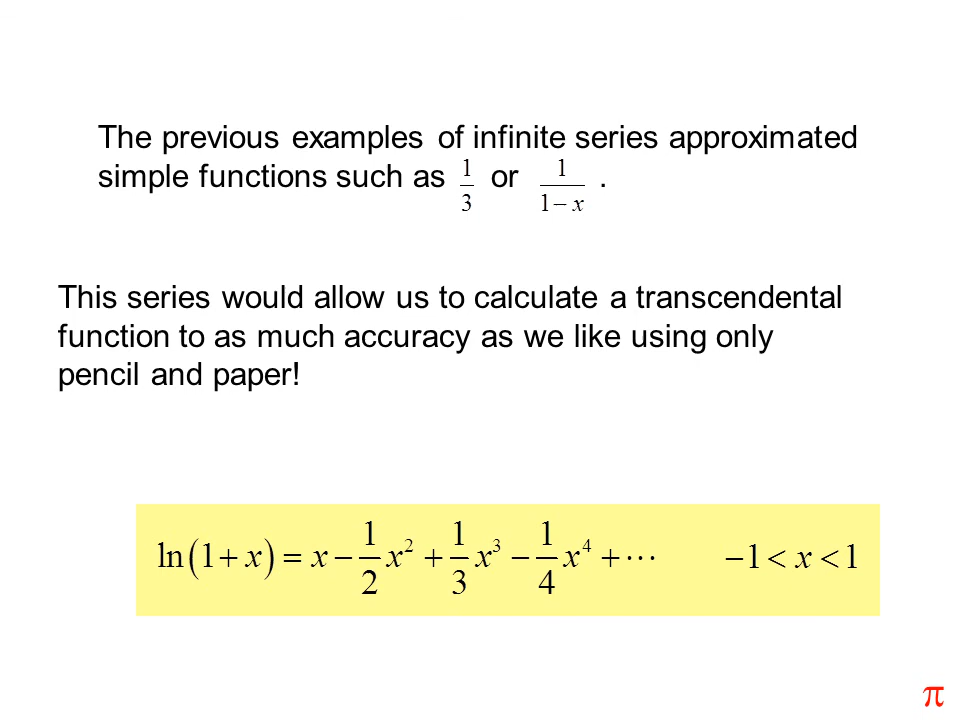 The previous examples of infinite series approximated
simple functions such as 1/3 or 1/(1 – x) .
This series would allow us to calculate a transcendental
function to as much accuracy as we like using only
pencil and paper!
ln(1 + x) = x − 1/2 x² + 1/3 x³ − 1/4 x⁴ + ⋯ −1 < x < 1
π